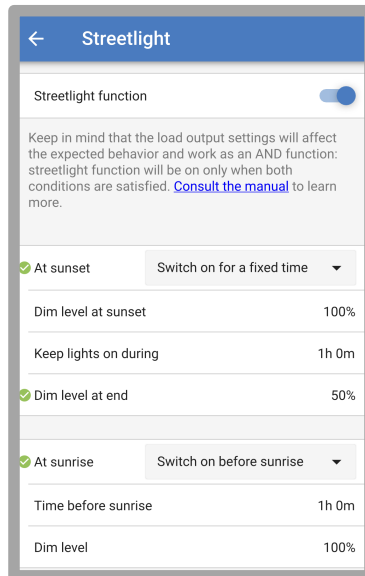 Streetlight
Streetlight function
Keep in mind that the load output settings will affect
the expected behavior and work as an AND function:
streetlight function will be on only when both
conditions are satisfied. Consult the manual to learn
more.
At sunset Switch on for a fixed time
Dim level at sunset 100%
Keep lights on during 1h 0m
Dim level at end 50%
At sunrise Switch on before sunrise
Time before sunrise 1h 0m
Dim level 100%